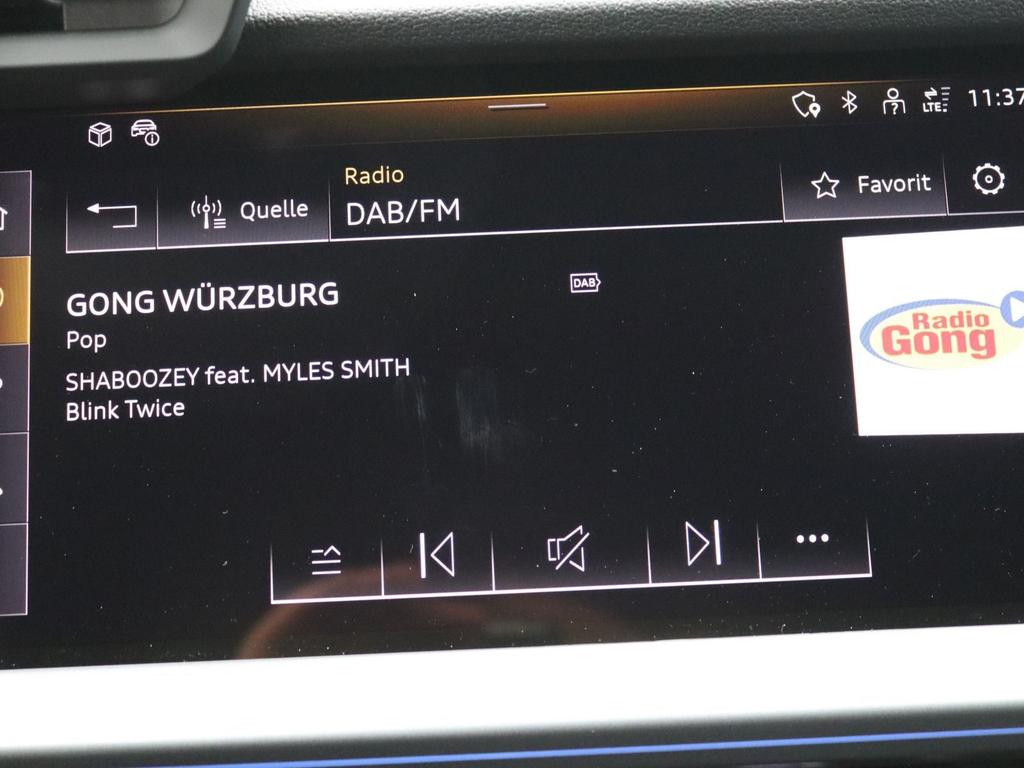 LTE 11:37
Radio
Quelle DAB/FM Favorit
GONG WÜRZBURG DAB
Pop
SHABOOZEY feat. MYLES SMITH
Blink Twice
Radio
Gong